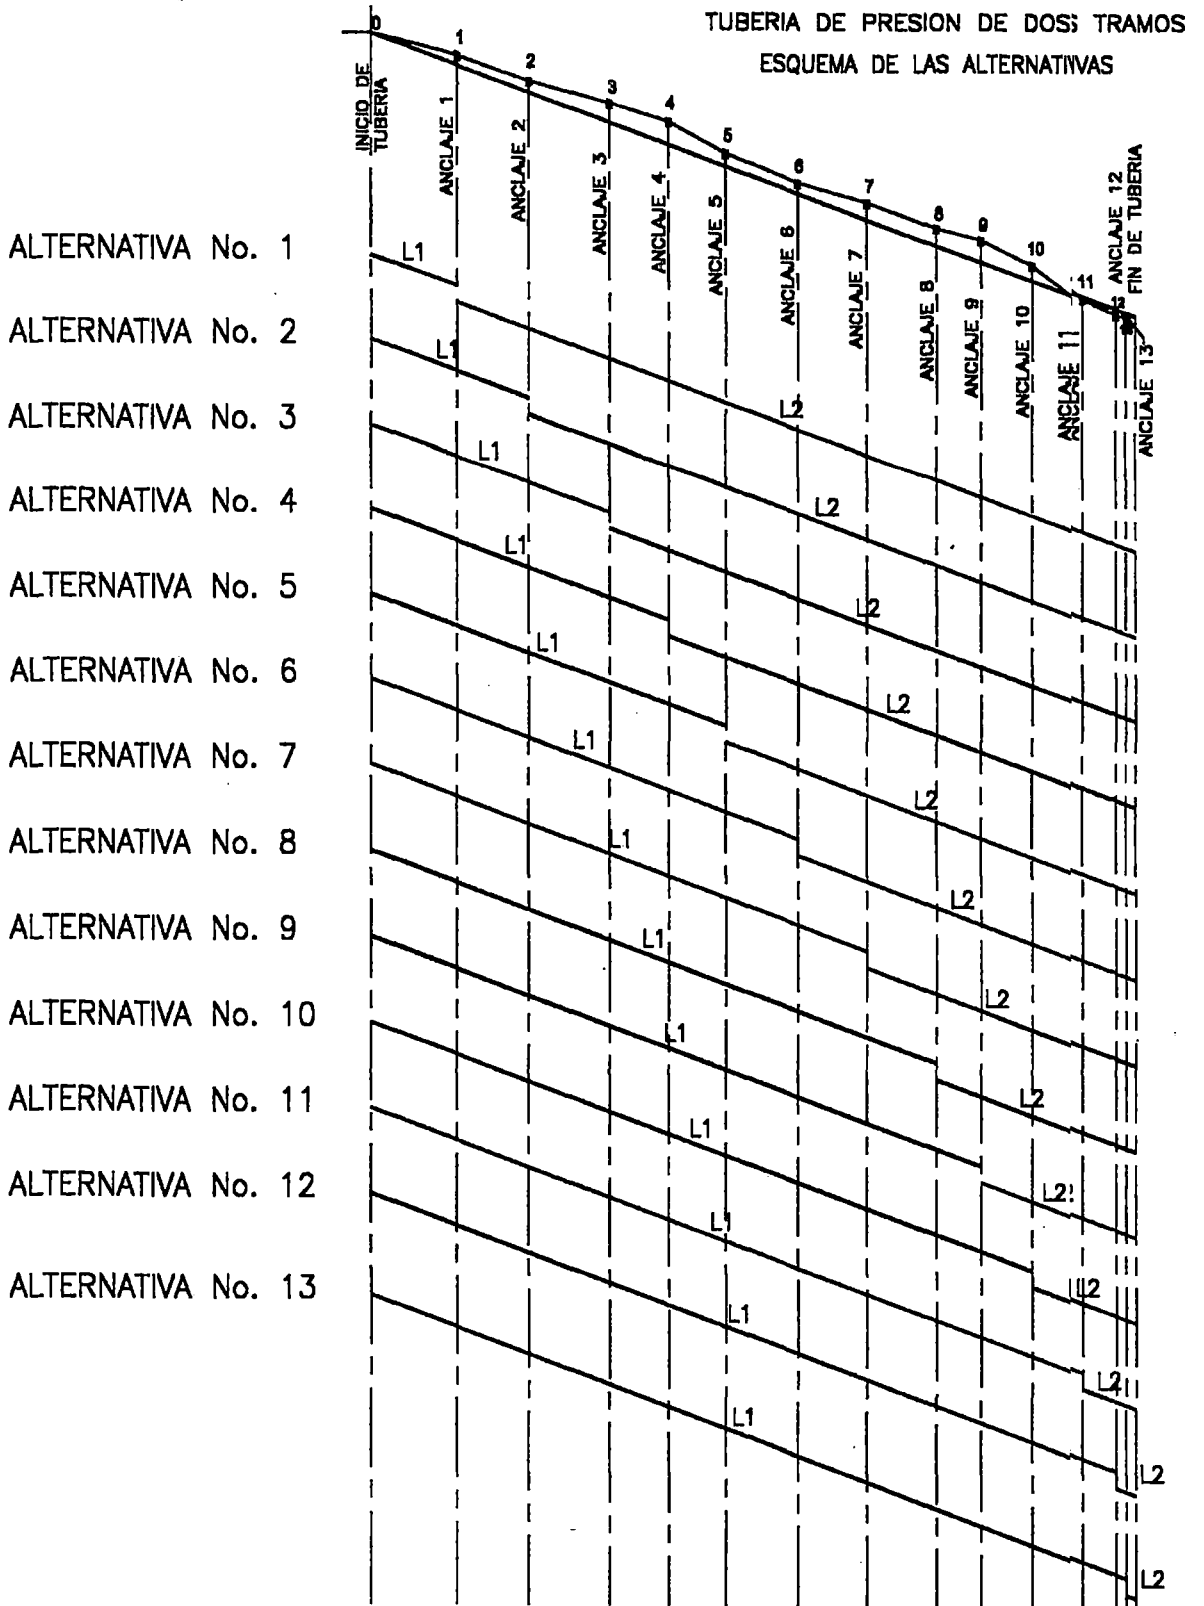 TUBERIA DE PRESION DE DOS TRAMOS
ESQUEMA DE LAS ALTERNATIVAS
0
1
2
3
4
5
6
7
8
9
10
11
12
INICIO DE
TUBERIA
ANCLAJE 1
ANCLAJE 2
ANCLAJE 3
ANCLAJE 4
ANCLAJE 5
ANCLAJE 6
ANCLAJE 7
ANCLAJE 8
ANCLAJE 9
ANCLAJE 10
ANCLAJE 11
ANCLAJE 12
FIN DE TUBERIA
ANCLAJE 13
ALTERNATIVA No. 1
L1
L2
ALTERNATIVA No. 2
L1
L2
ALTERNATIVA No. 3
L1
L2
ALTERNATIVA No. 4
L1
L2
ALTERNATIVA No. 5
L1
L2
ALTERNATIVA No. 6
L1
L2
ALTERNATIVA No. 7
L1
L2
ALTERNATIVA No. 8
L1
L2
ALTERNATIVA No. 9
L1
L2
ALTERNATIVA No. 10
L1
L2
ALTERNATIVA No. 11
L1
L2
ALTERNATIVA No. 12
L1
L2
ALTERNATIVA No. 13
L1
L2